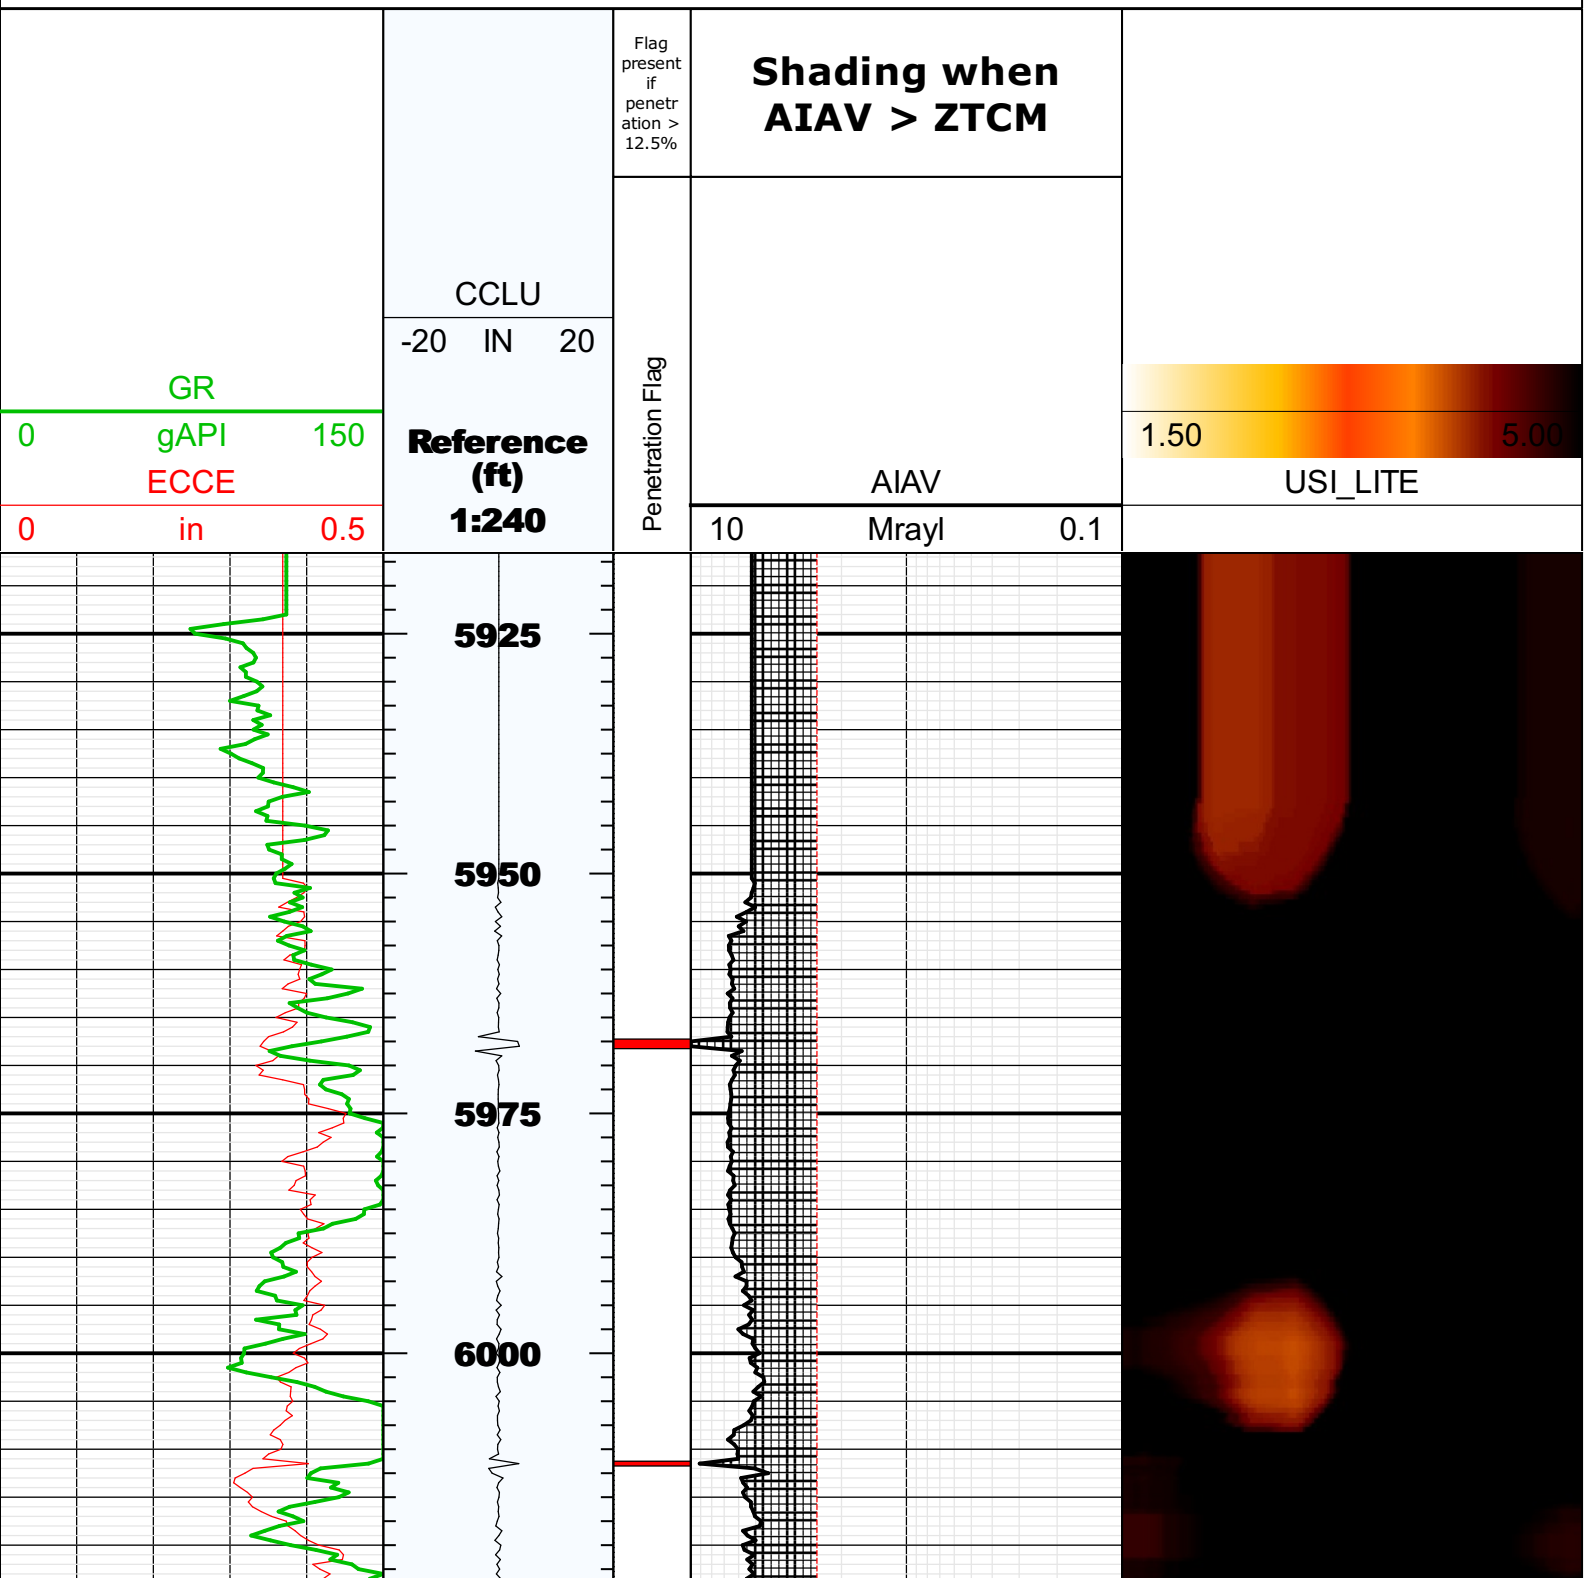 Flag
present
if
penetr
ation >
12.5%
Shading when
AIAV > ZTCM
CCLU
-20 IN 20
GR
0 gAPI 150
ECCE
0 in 0.5
Reference
(ft)
1:240
Penetration Flag
AIAV
10 Mrayl 0.1
1.50 5.00
USI_LITE
5925
5950
5975
6000